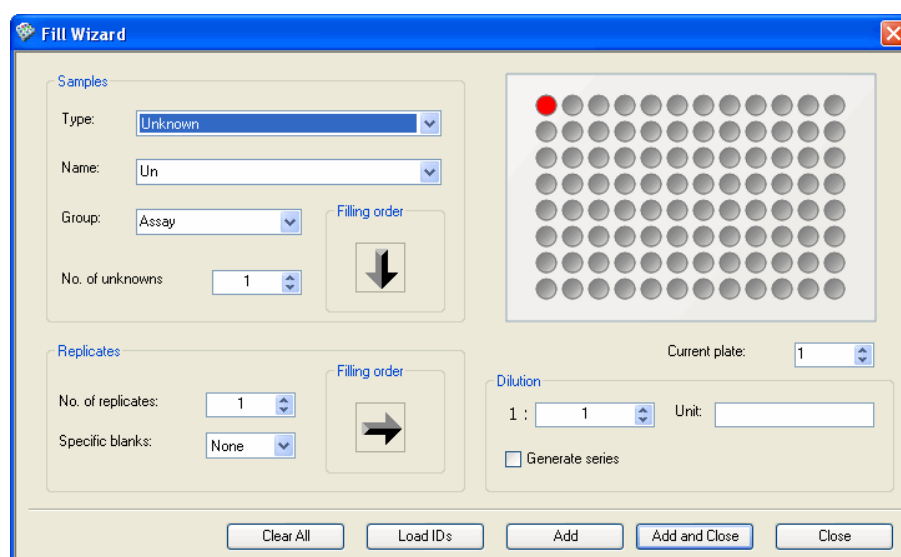 Fill Wizard
Samples
Type: Unknown
Name: Un
Group: Assay
Filling order
No. of unknowns 1
Current plate: 1
Replicates
Filling order
No. of replicates: 1
Specific blanks: None
Dilution
1 : 1 Unit:
Generate series
Clear All Load IDs Add Add and Close Close